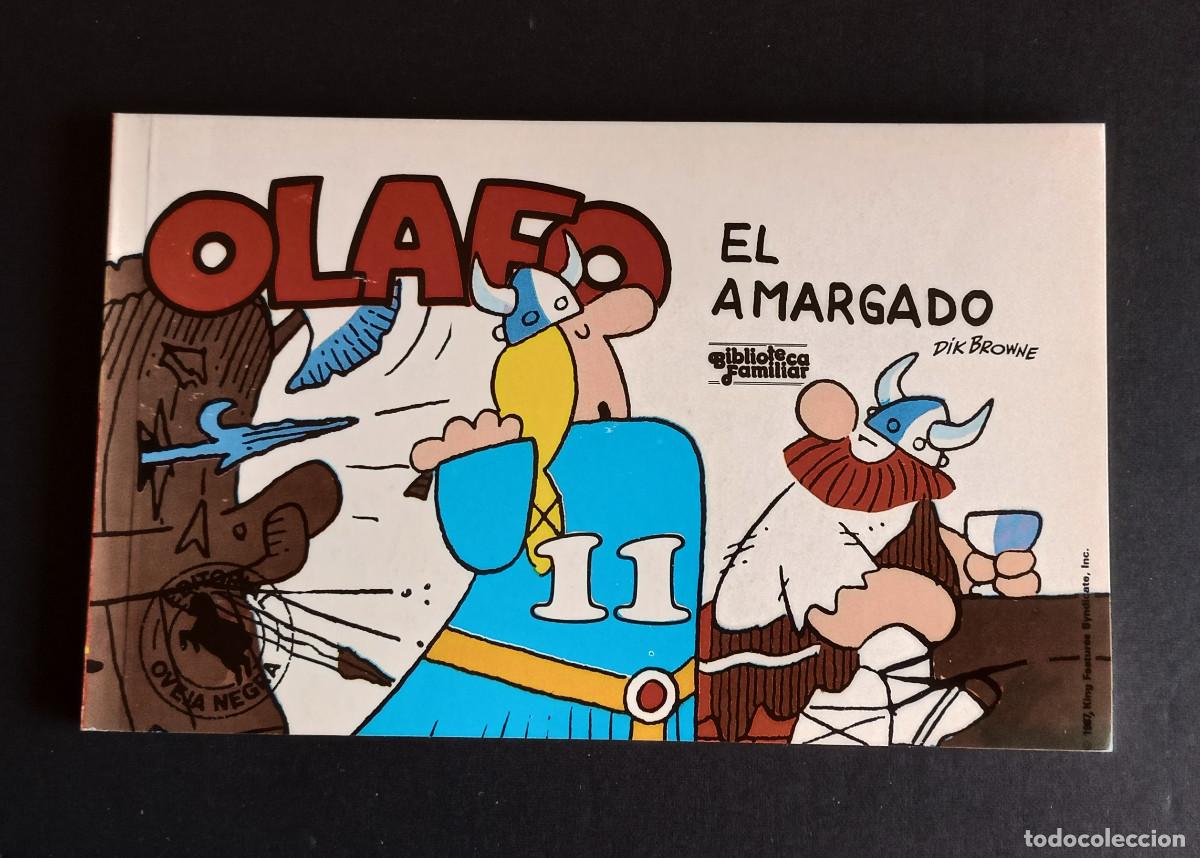 OLAFO
EL
AMARGADO
DIK BROWNE
Biblioteca
Familiar
11
EDITORIAL
OVEJA NEGRA
© 1987, King Features Syndicate, Inc.
todocoleccion